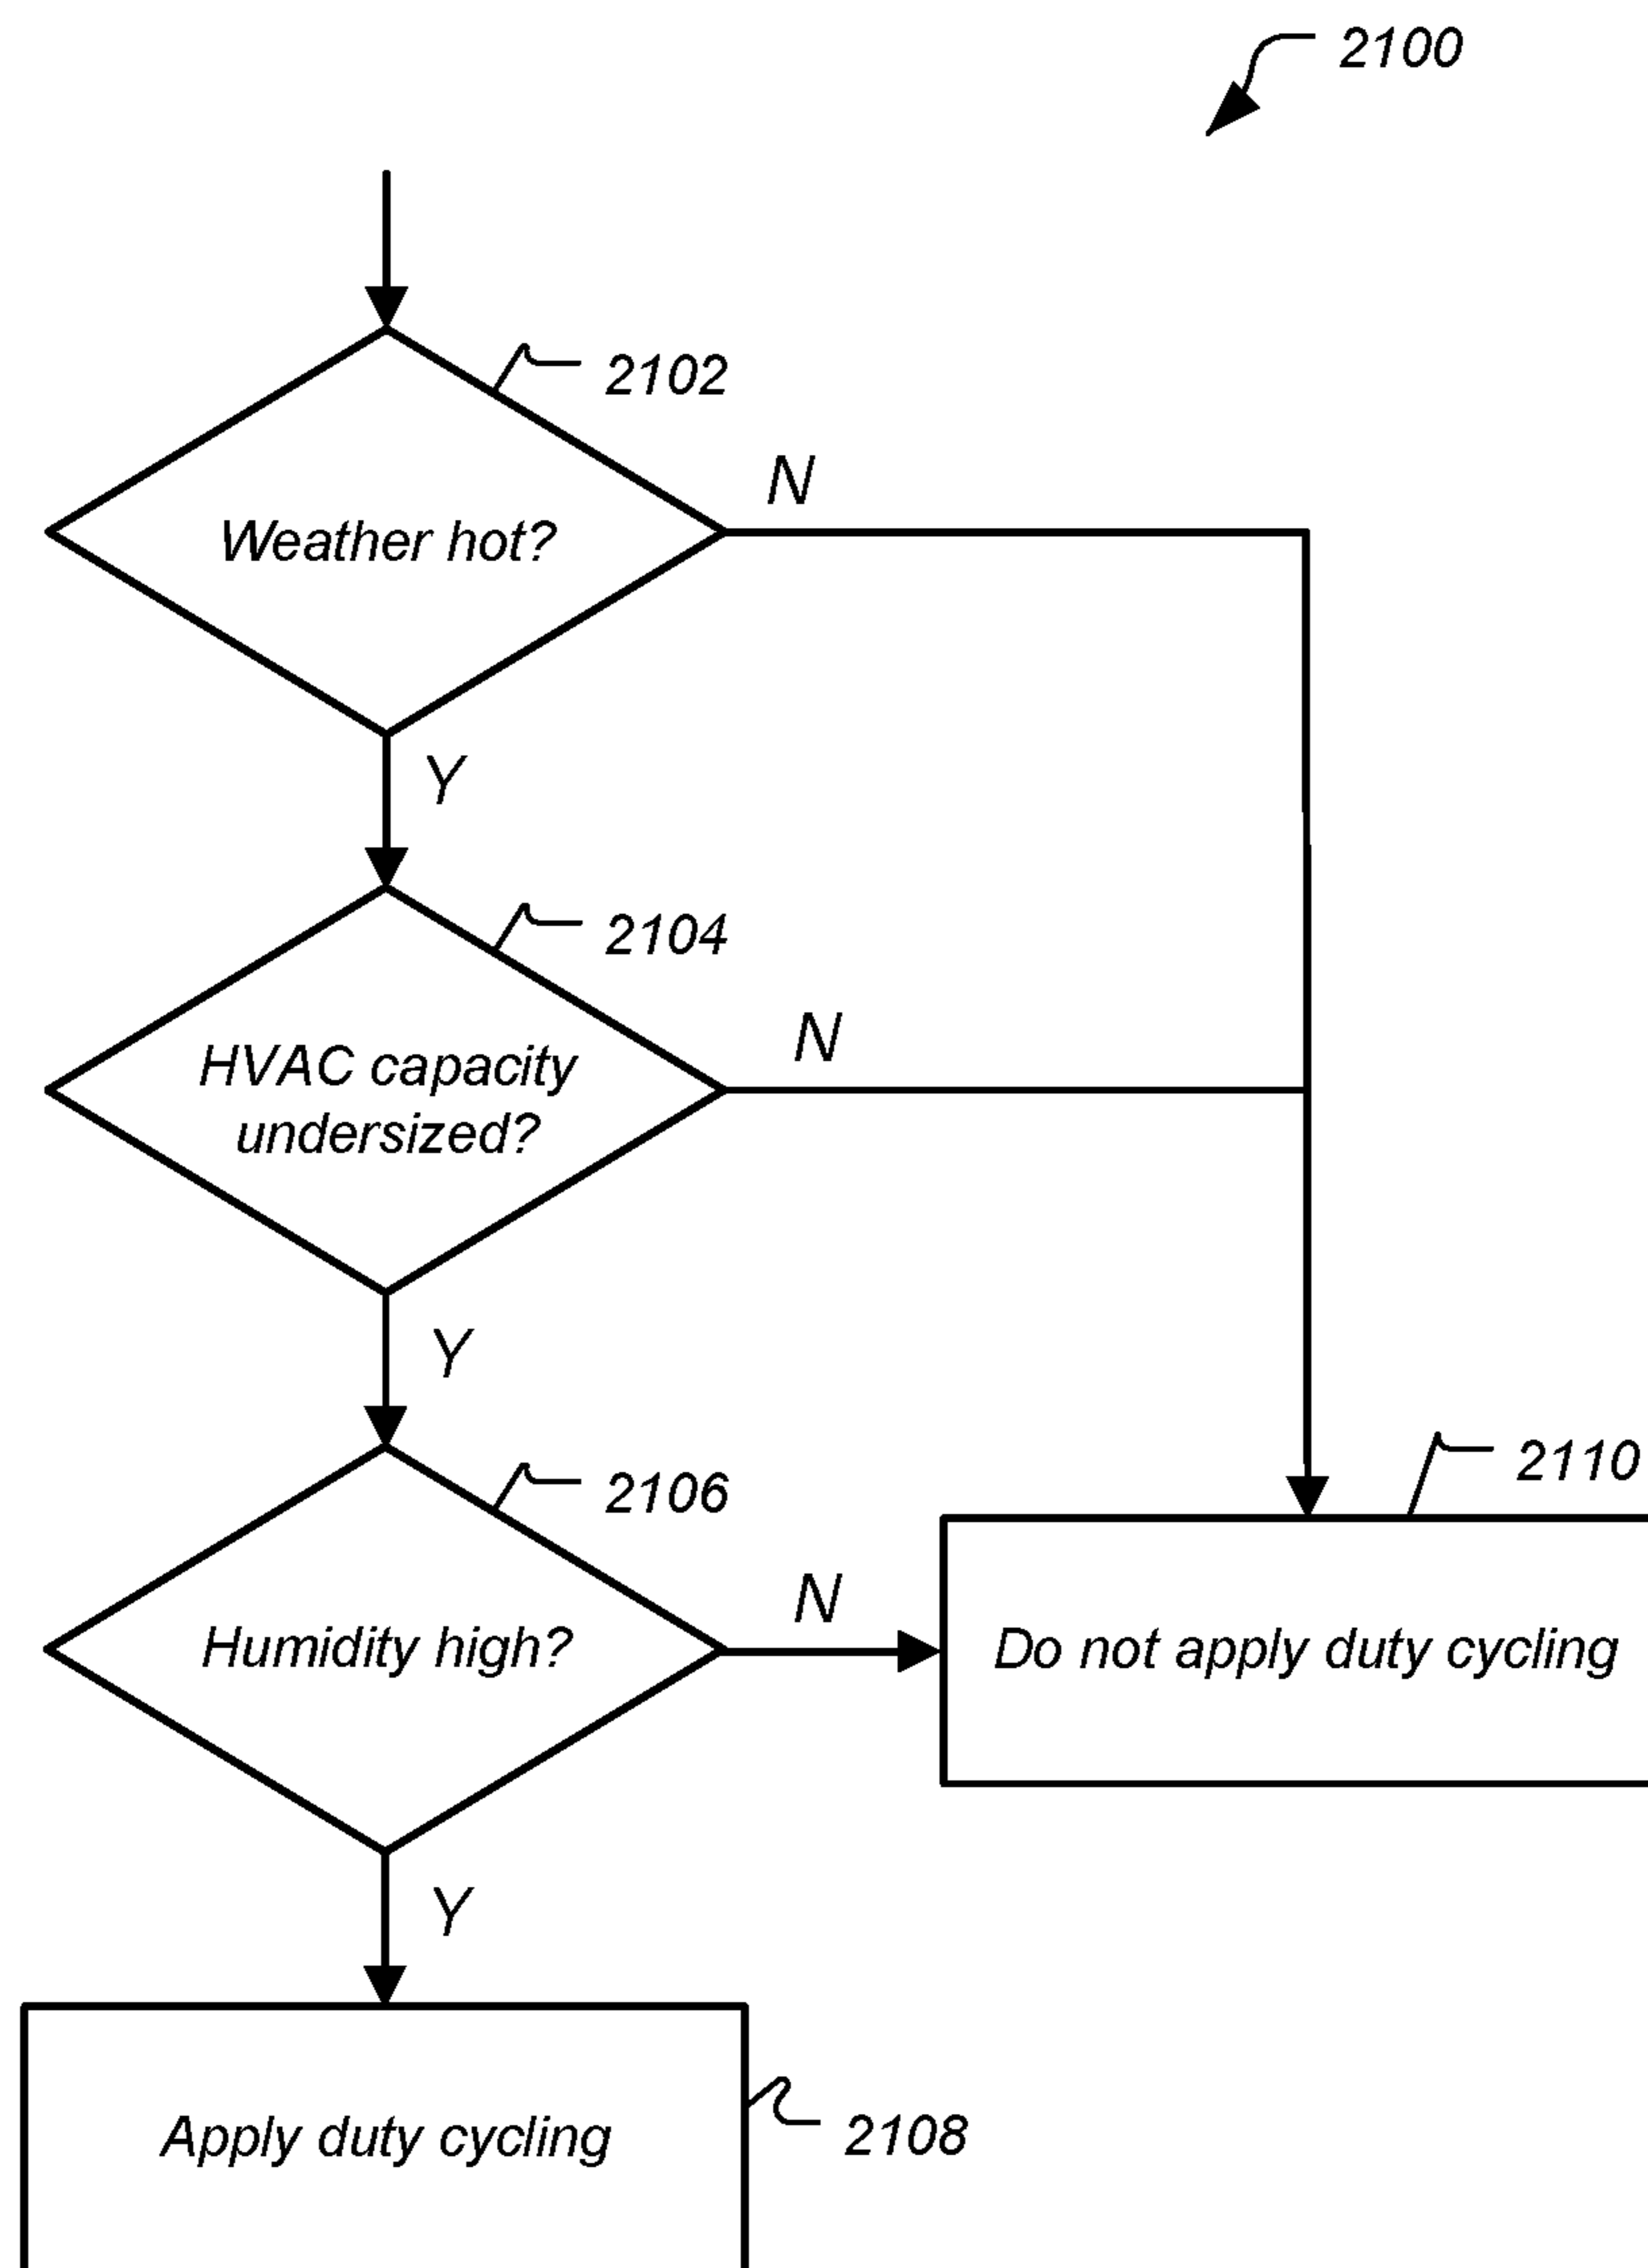 2100
2102
Weather hot?
N
Y
2104
HVAC capacity
undersized?
N
Y
2106
Humidity high?
N
2110
Do not apply duty cycling
Y
Apply duty cycling
2108